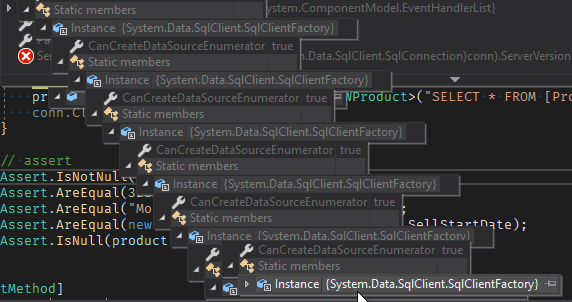 Static members
ystem.ComponentModel.EventHandlerList}
Instance {System.Data.SqlClient.SqlClientFactory}
CanCreateDataSourceEnumerator true
Static members
m.Data.SqlClient.SqlConnection)conn).ServerVersion
Instance {System.Data.SqlClient.SqlClientFactory}
pr
CanCreateDataSourceEnumerator true
WProduct>("SELECT * FROM [Pro
conn.Cl
Static members
}
Instance {System.Data.SqlClient.SqlClientFactory}
CanCreateDataSourceEnumerator true
// assert
Static members
Assert.IsNotNull(
Instance {System.Data.SqlClient.SqlClientFactory}
Assert.AreEqual(3
CanCreateDataSourceEnumerator true
Assert.AreEqual("Mo
Static members
;
Assert.AreEqual(new
SellStartDate);
Instance {System.Data.SqlClient.SqlClientFactory}
Assert.IsNull(product
CanCreateDataSourceEnumerator true
Static members
Instance {System.Data.SqlClient.SqlClientFactory}
tMethod]